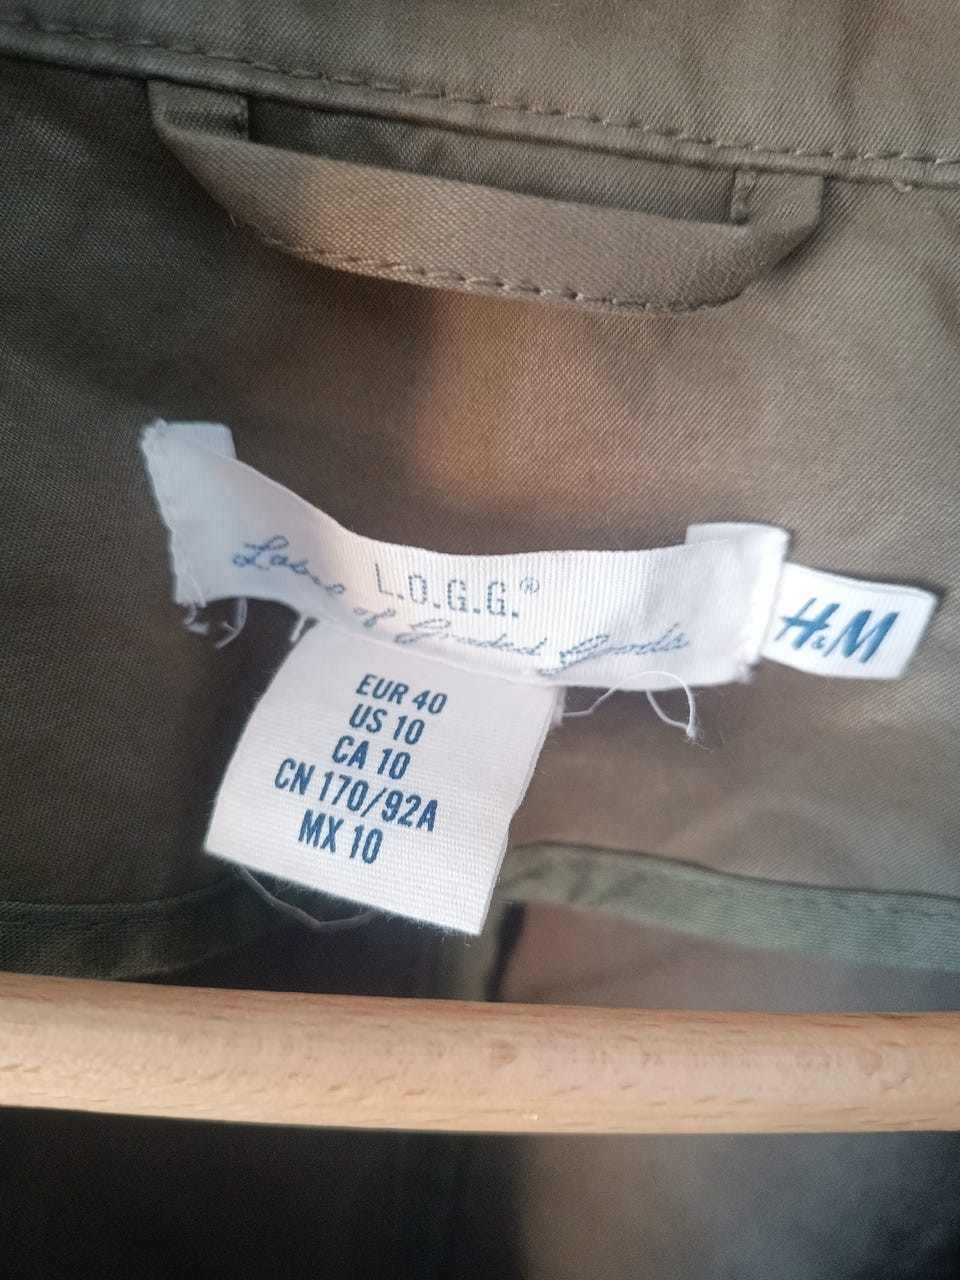 L.O.G.G.®
Label of Graded Goods
H&M
EUR 40
US 10
CA 10
CN 170/92A
MX 10